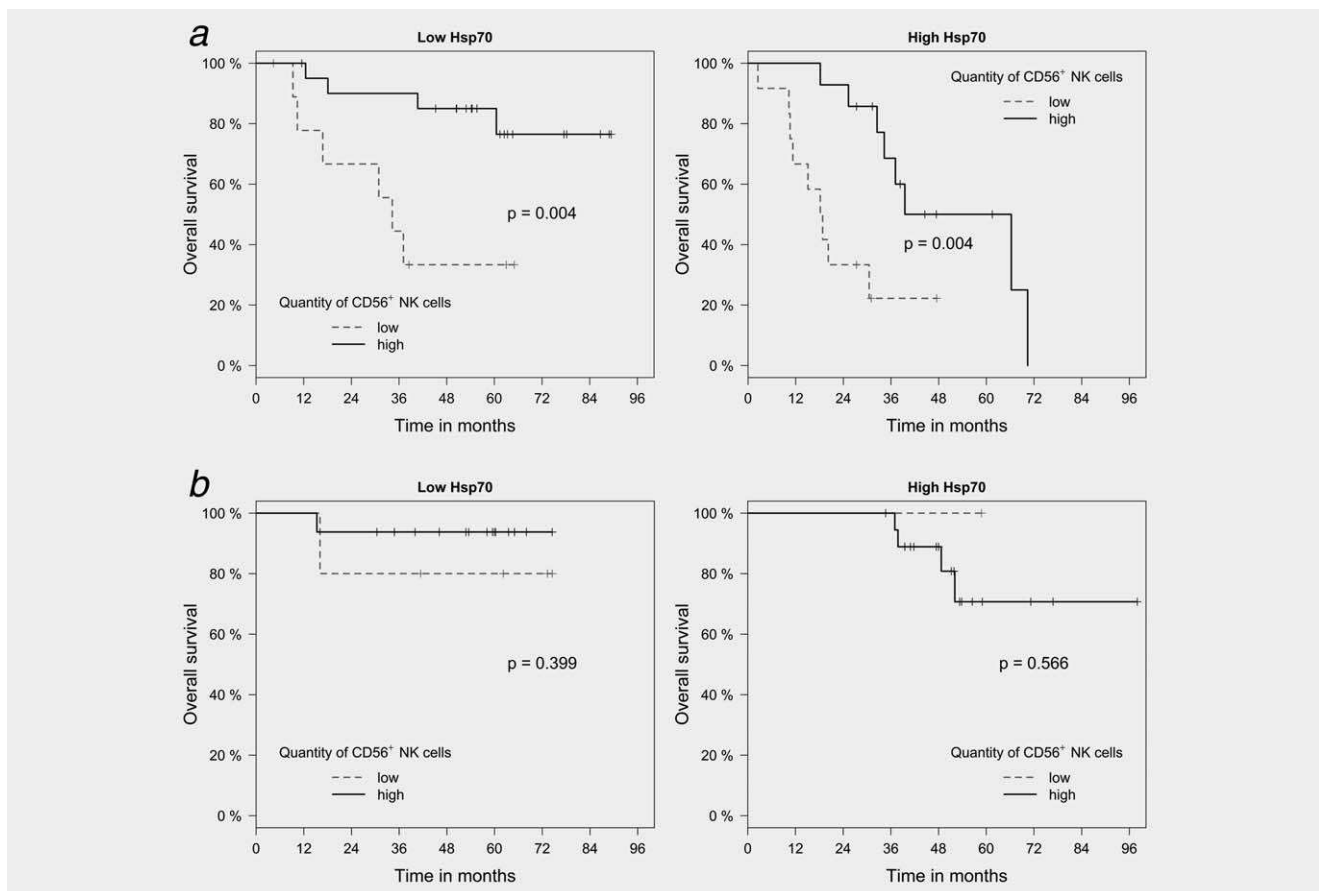 a
Low Hsp70
Overall survival
100 %
80 %
60 %
40 %
20 %
0 %
p = 0.004
Quantity of CD56⁺ NK cells
low
high
0 12 24 36 48 60 72 84 96
Time in months
High Hsp70
Overall survival
100 %
80 %
60 %
40 %
20 %
0 %
Quantity of CD56⁺ NK cells
low
high
p = 0.004
0 12 24 36 48 60 72 84 96
Time in months
b
Low Hsp70
Overall survival
100 %
80 %
60 %
40 %
20 %
0 %
p = 0.399
Quantity of CD56⁺ NK cells
low
high
0 12 24 36 48 60 72 84 96
Time in months
High Hsp70
Overall survival
100 %
80 %
60 %
40 %
20 %
0 %
p = 0.566
Quantity of CD56⁺ NK cells
low
high
0 12 24 36 48 60 72 84 96
Time in months